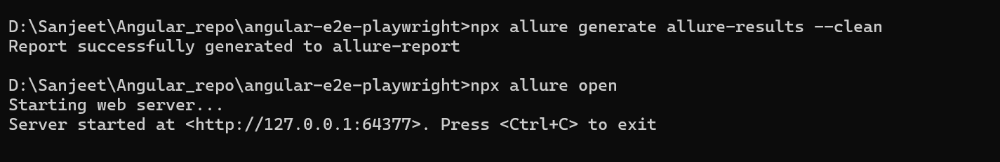 D:\Sanjeet\Angular_repo\angular-e2e-playwright>npx allure generate allure-results --clean
Report successfully generated to allure-report
D:\Sanjeet\Angular_repo\angular-e2e-playwright>npx allure open
Starting web server...
Server started at <http://127.0.0.1:64377>. Press <Ctrl+C> to exit